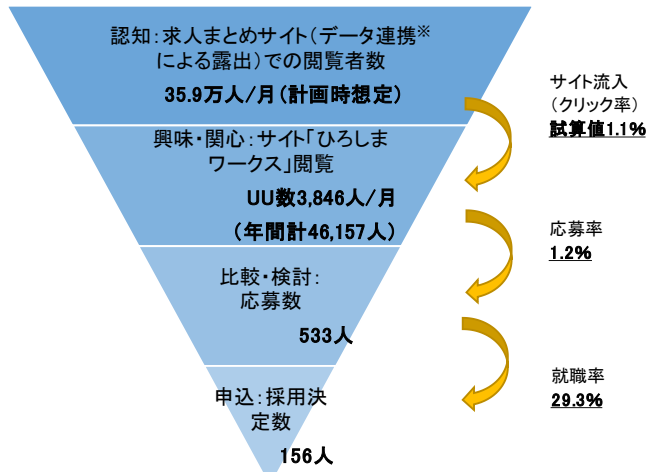 認知：求人まとめサイト（データ連携※
による露出）での閲覧者数
35.9万人/月（計画時想定）
サイト流入
（クリック率）
試算値1.1%
興味・関心：サイト「ひろしま
ワークス」閲覧
UU数3,846人/月
（年間計46,157人）
応募率
1.2%
比較・検討：
応募数
533人
就職率
29.3%
申込：採用決
定数
156人